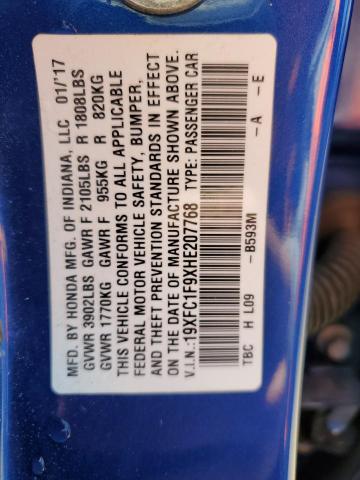 MFD. BY HONDA MFG. OF INDIANA, LLC 01/'17
GVWR 3902LBS GAWR F 2105LBS R 1808LBS
GVWR 1770KG GAWR F 955KG R 820KG
THIS VEHICLE CONFORMS TO ALL APPLICABLE
FEDERAL MOTOR VEHICLE SAFETY, BUMPER,
AND THEFT PREVENTION STANDARDS IN EFFECT
ON THE DATE OF MANUFACTURE SHOWN ABOVE.
V.I.N.:19XFC1F9XHE207768 TYPE: PASSENGER CAR
TBC H L09 -B593M -A -E